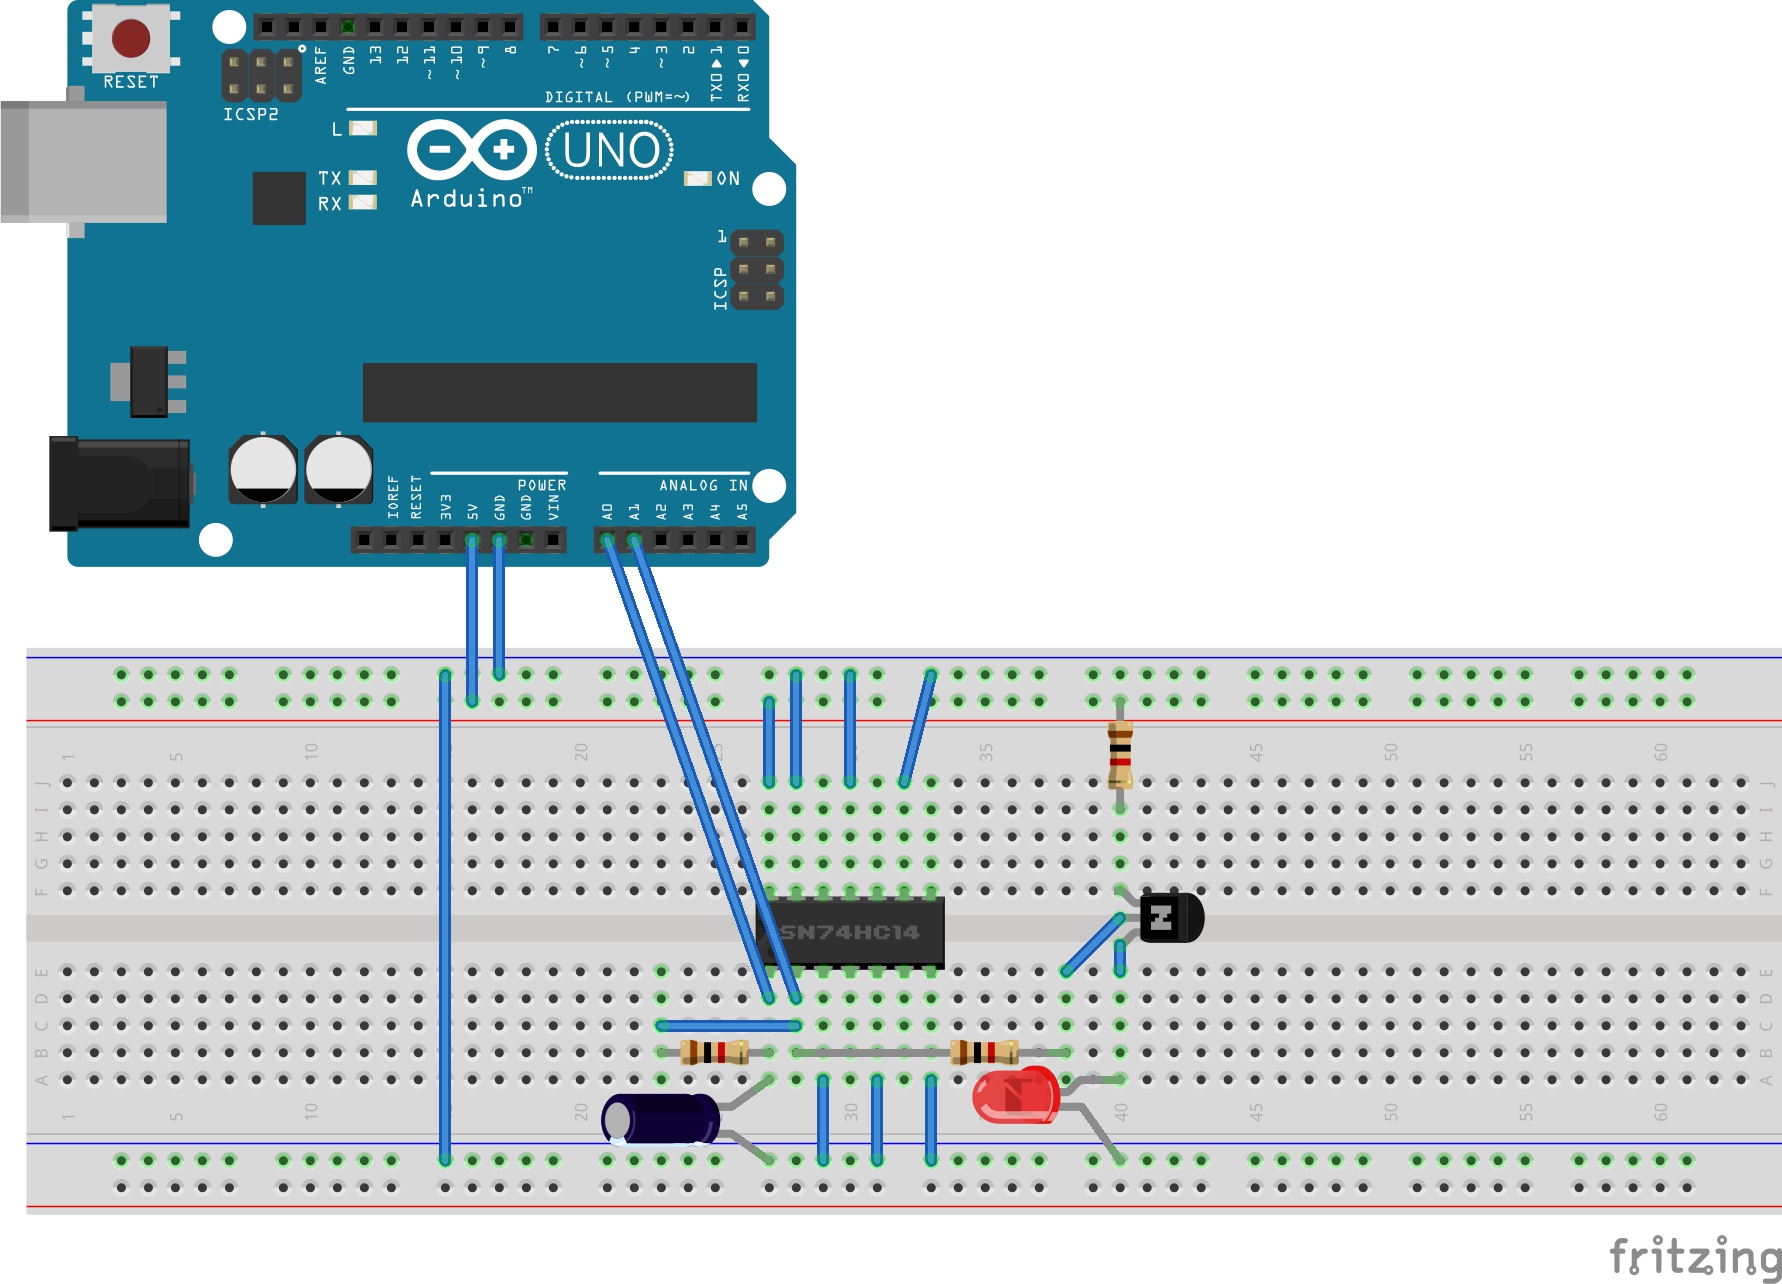 RESET
ICSP2
AREF
GND
13
12
~11
~10
~9
8
7
~6
~5
4
~3
2
TX0▶1
RX0◀0
DIGITAL (PWM=~)
L
TX
RX
UNO
Arduino™
ON
1
ICSP
POWER
ANALOG IN
IOREF
RESET
3V3
5V
GND
GND
VIN
A0
A1
A2
A3
A4
A5
1 5 10 20 35 45 50 55 60
J J
I I
H H
G G
F F
SN74HC14
N
E E
D D
C C
B B
A A
1 5 10 20 30 40 45 50 55 60
fritzing